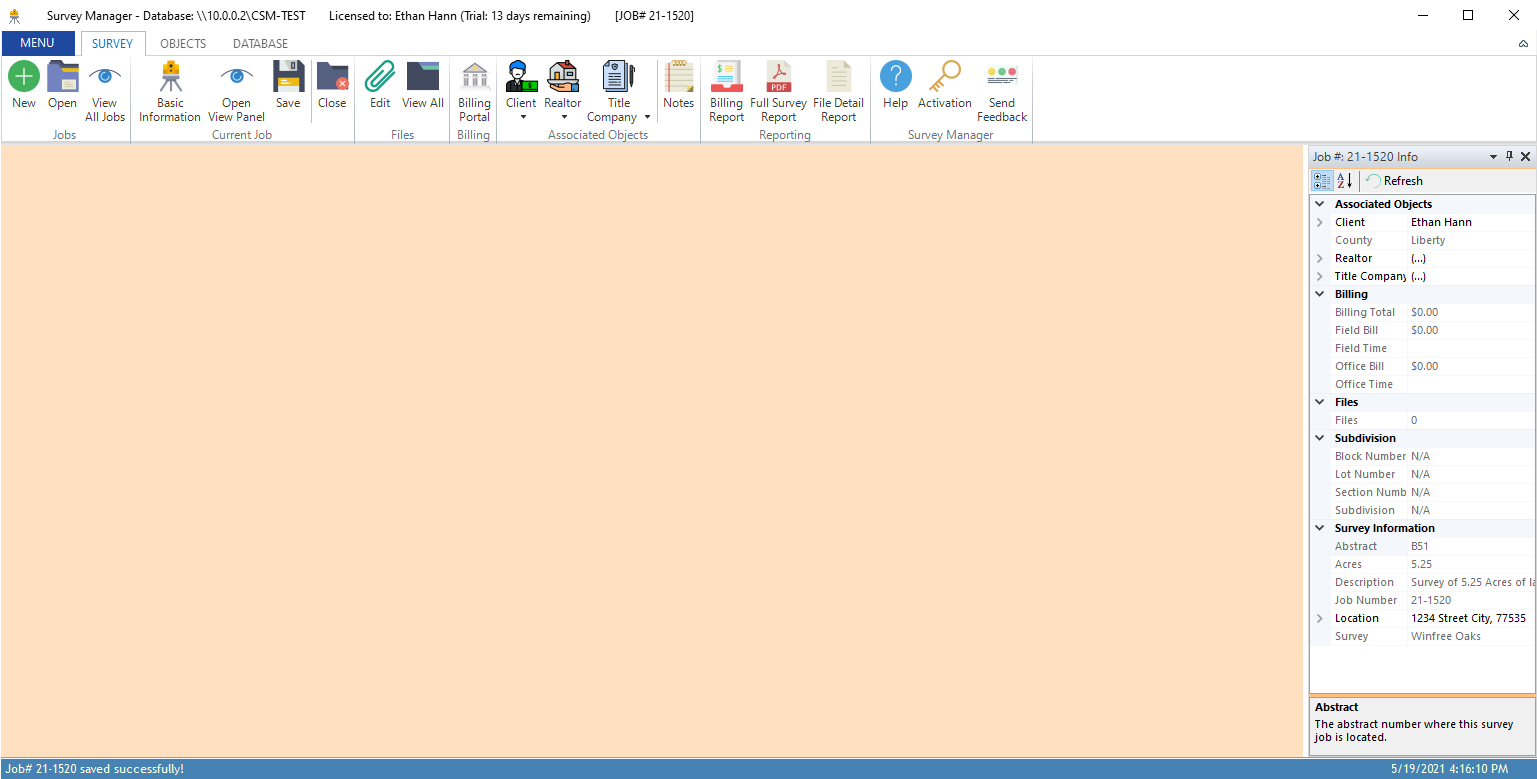 Survey Manager - Database: \\10.0.0.2\CSM-TEST Licensed to: Ethan Hann (Trial: 13 days remaining) [JOB# 21-1520]
MENU SURVEY OBJECTS DATABASE
New Open View All Jobs
Jobs
Basic Information Open View Panel Save Close
Current Job
Edit View All
Files
Billing Portal
Billing
Client Realtor Title Company Notes
Associated Objects
Billing Report PDF Full Survey Report File Detail Report
Reporting
? Help Activation Send Feedback
Survey Manager
Job #: 21-1520 Info
A Z Refresh
Associated Objects
Client Ethan Hann
County Liberty
Realtor (...)
Title Company (...)
Billing
Billing Total $0.00
Field Bill $0.00
Field Time
Office Bill $0.00
Office Time
Files
Files 0
Subdivision
Block Number N/A
Lot Number N/A
Section Numb N/A
Subdivision N/A
Survey Information
Abstract B51
Acres 5.25
Description Survey of 5.25 Acres of la
Job Number 21-1520
Location 1234 Street City, 77535
Survey Winfree Oaks
Abstract
The abstract number where this survey
job is located.
Job# 21-1520 saved successfully! 5/19/2021 4:16:10 PM